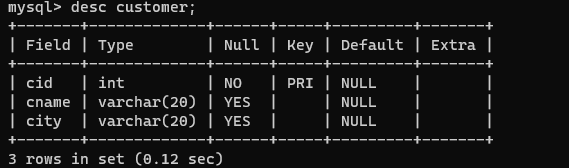 mysql> desc customer;
+-------+-------------+------+-----+---------+-------+
| Field | Type        | Null | Key | Default | Extra |
+-------+-------------+------+-----+---------+-------+
| cid   | int         | NO   | PRI | NULL    |       |
| cname | varchar(20) | YES  |     | NULL    |       |
| city  | varchar(20) | YES  |     | NULL    |       |
+-------+-------------+------+-----+---------+-------+
3 rows in set (0.12 sec)